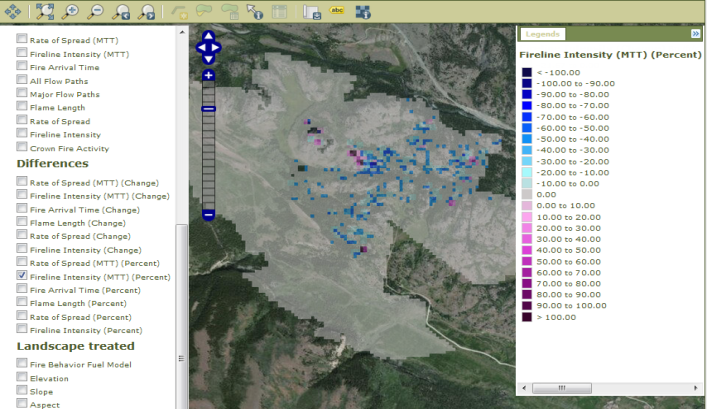 abc
Rate of Spread (MTT)
Fireline Intensity (MTT)
Fire Arrival Time
All Flow Paths
Major Flow Paths
Flame Length
Rate of Spread
Fireline Intensity
Crown Fire Activity
Differences
Rate of Spread (MTT) (Change)
Fireline Intensity (MTT) (Change)
Fire Arrival Time (Change)
Flame Length (Change)
Rate of Spread (Change)
Fireline Intensity (Change)
Rate of Spread (MTT) (Percent)
Fireline Intensity (MTT) (Percent)
Fire Arrival Time (Percent)
Flame Length (Percent)
Rate of Spread (Percent)
Fireline Intensity (Percent)
Landscape treated
Fire Behavior Fuel Model
Elevation
Slope
Aspect
Legends
Fireline Intensity (MTT) (Percent)
< -100.00
-100.00 to -90.00
-90.00 to -80.00
-80.00 to -70.00
-70.00 to -60.00
-60.00 to -50.00
-50.00 to -40.00
-40.00 to -30.00
-30.00 to -20.00
-20.00 to -10.00
-10.00 to 0.00
0.00
0.00 to 10.00
10.00 to 20.00
20.00 to 30.00
30.00 to 40.00
40.00 to 50.00
50.00 to 60.00
60.00 to 70.00
70.00 to 80.00
80.00 to 90.00
90.00 to 100.00
> 100.00